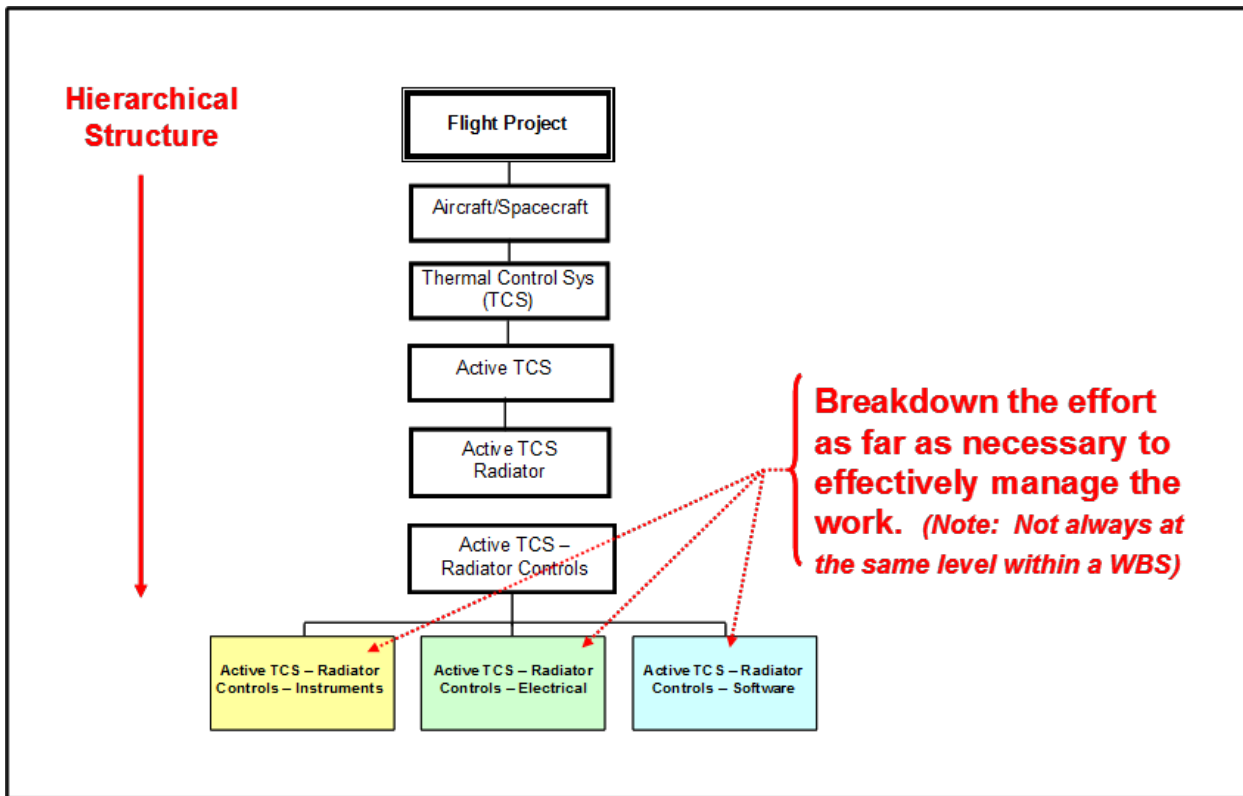 Hierarchical
Structure
Flight Project
Aircraft/Spacecraft
Thermal Control Sys
(TCS)
Active TCS
Active TCS
Radiator
Active TCS –
Radiator Controls
Breakdown the effort
as far as necessary to
effectively manage the
work. (Note: Not always at
the same level within a WBS)
Active TCS – Radiator
Controls – Instruments
Active TCS – Radiator
Controls – Electrical
Active TCS – Radiator
Controls – Software